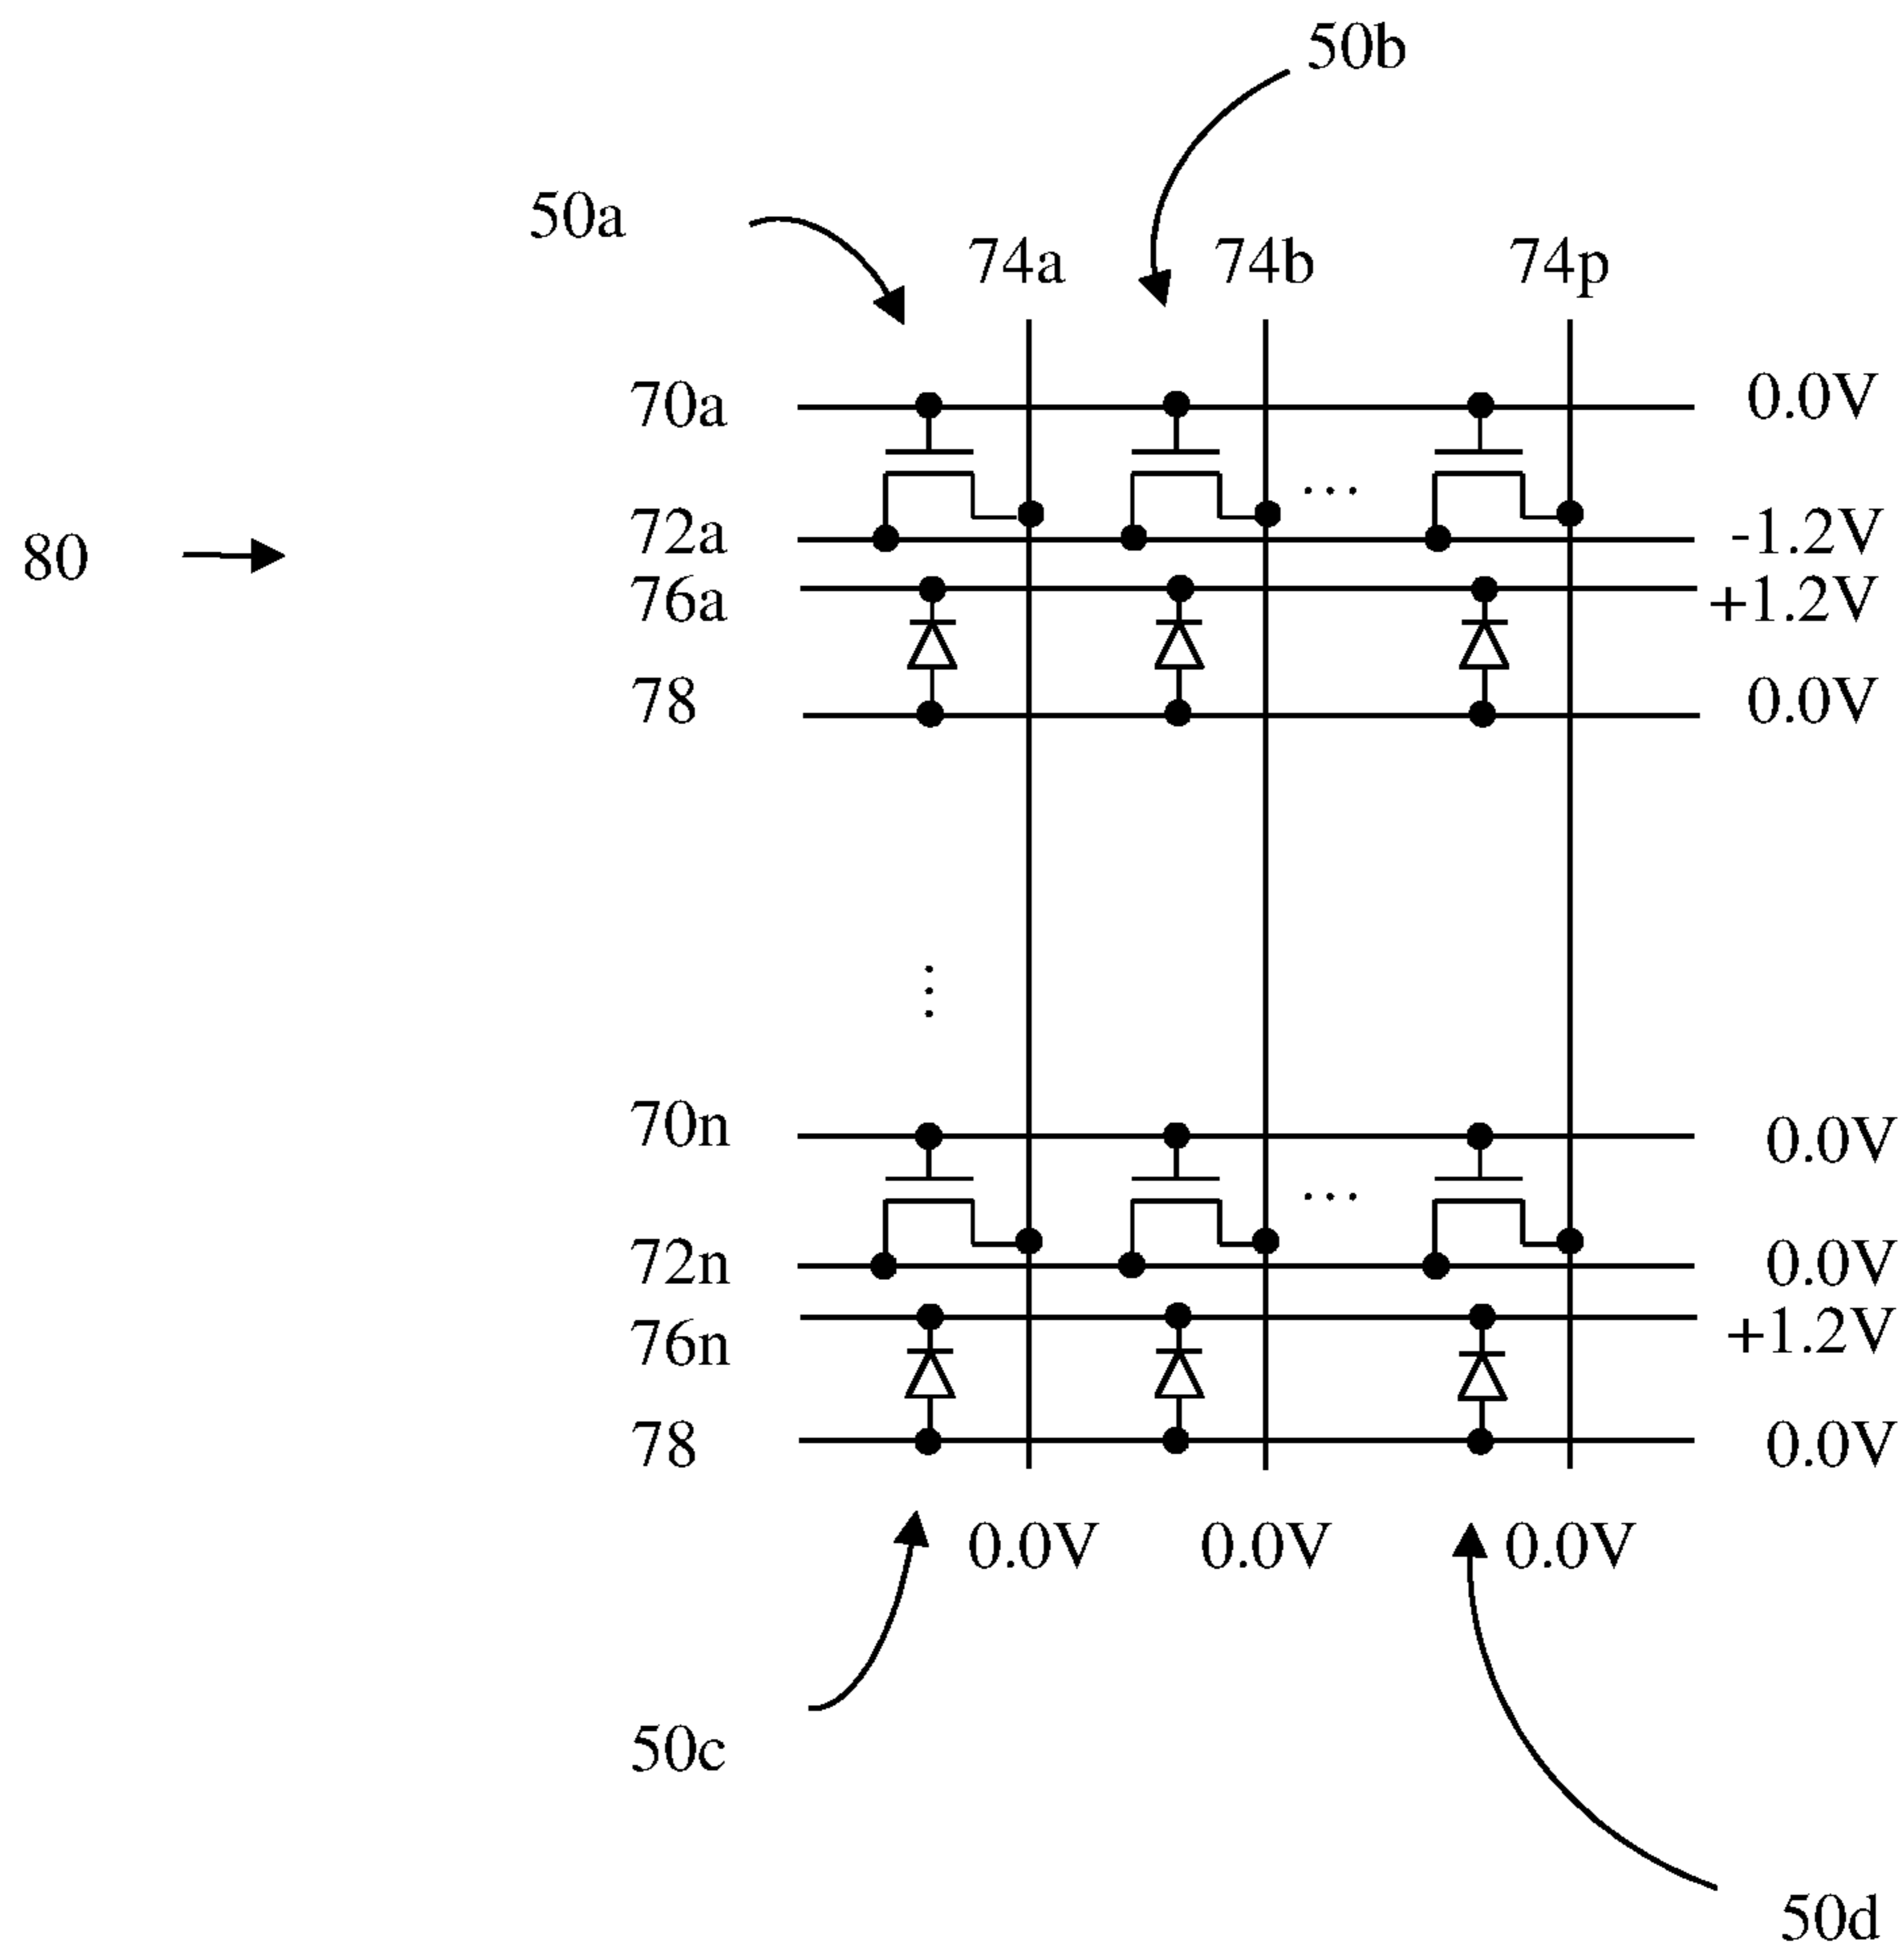 50b
50a
74a 74b 74p
70a 0.0V
...
72a -1.2V
80
76a +1.2V
78 0.0V
...
70n 0.0V
...
72n 0.0V
76n +1.2V
78 0.0V
0.0V 0.0V 0.0V
50c
50d